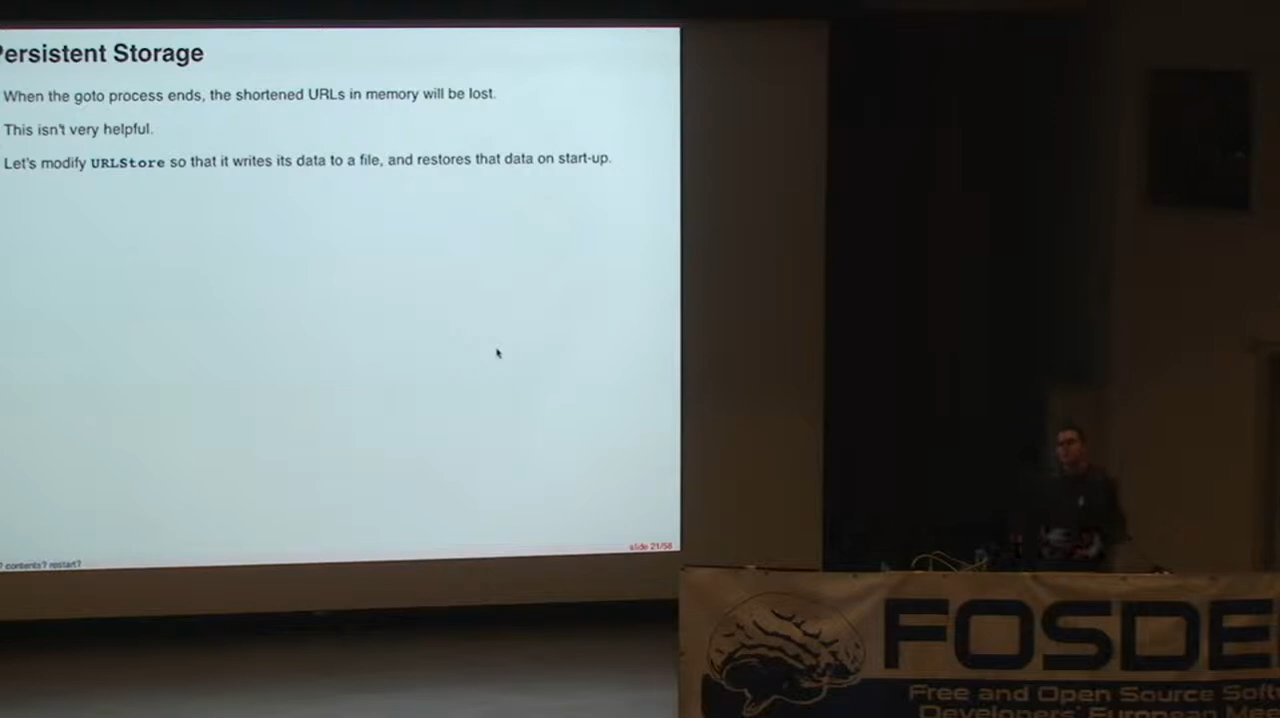 Persistent Storage
When the goto process ends, the shortened URLs in memory will be lost.
This isn't very helpful.
Let's modify URLStore so that it writes its data to a file, and restores that data on start-up.
slide 21/58
contents? restart?
FOSDE
Free and Open Source Soft
Developers' European Mee